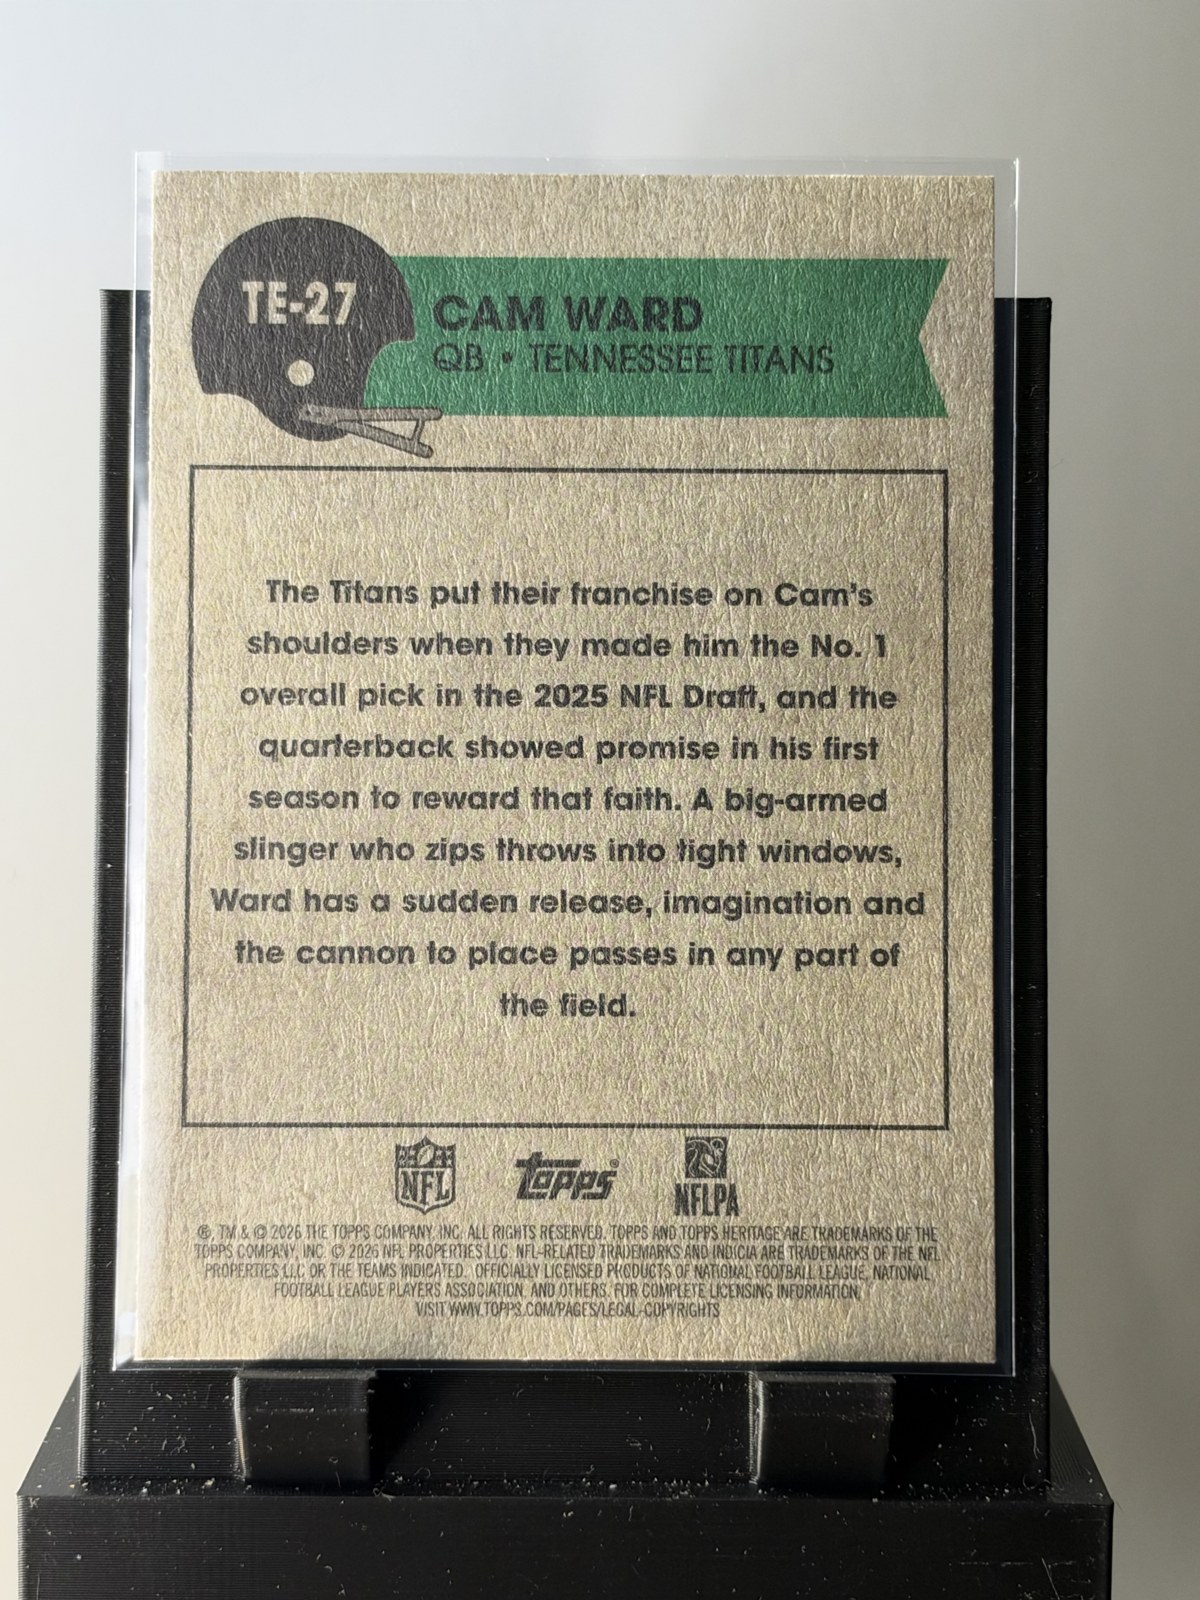 TE-27
CAM WARD
QB • TENNESSEE TITANS
The Titans put their franchise on Cam's
shoulders when they made him the No. 1
overall pick in the 2025 NFL Draft, and the
quarterback showed promise in his first
season to reward that faith. A big-armed
slinger who zips throws into tight windows,
Ward has a sudden release, imagination and
the cannon to place passes in any part of
the field.
NFL
topps®
NFLPA
®, TM & © 2026 THE TOPPS COMPANY, INC. ALL RIGHTS RESERVED. TOPPS AND TOPPS HERITAGE ARE TRADEMARKS OF THE
TOPPS COMPANY, INC. © 2026 NFL PROPERTIES LLC. NFL-RELATED TRADEMARKS AND INDICIA ARE TRADEMARKS OF THE NFL
PROPERTIES LLC OR THE TEAMS INDICATED. OFFICIALLY LICENSED PRODUCTS OF NATIONAL FOOTBALL LEAGUE, NATIONAL
FOOTBALL LEAGUE PLAYERS ASSOCIATION, AND OTHERS. FOR COMPLETE LICENSING INFORMATION,
VISIT WWW.TOPPS.COM/PAGES/LEGAL-COPYRIGHTS